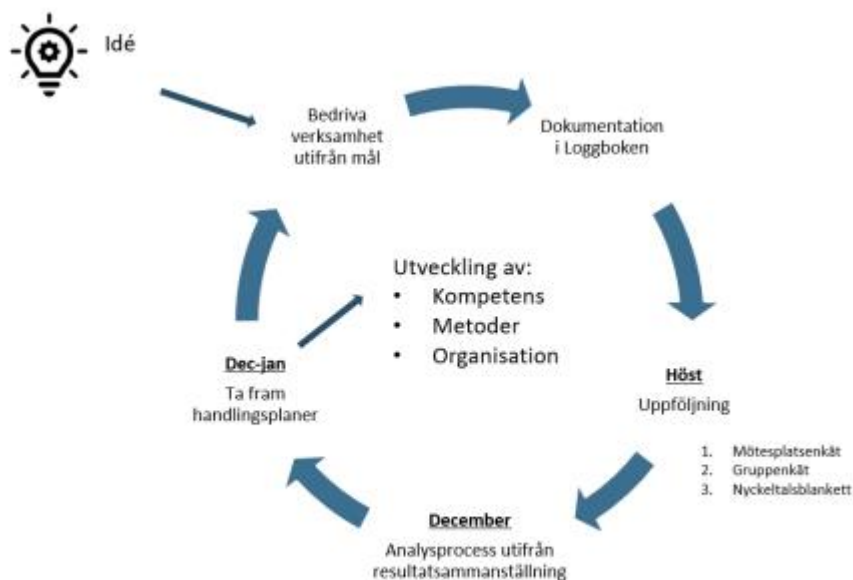 Idé
Bedriva
verksamhet
utifrån mål
Dokumentation
i Loggboken
Utveckling av:
• Kompetens
• Metoder
• Organisation
Höst
Uppföljning
1. Mötesplatsenkät
2. Gruppenkät
3. Nyckeltalsblankett
December
Analysprocess utifrån
resultatsammanställning
Dec-jan
Ta fram
handlingsplaner